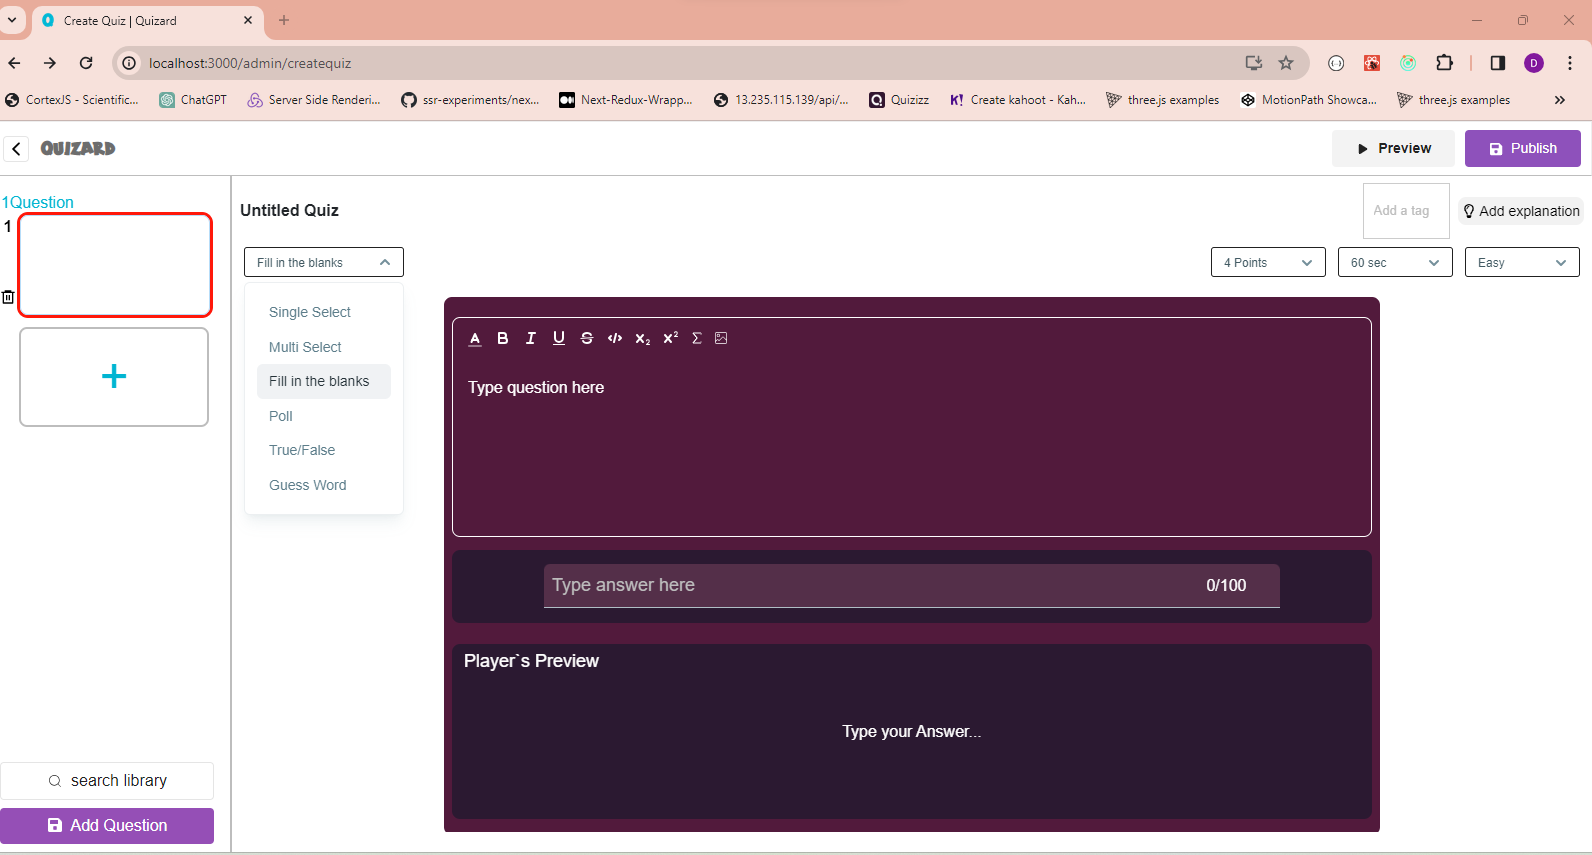 Create Quiz | Quizard
localhost:3000/admin/createquiz
D
CortexJS - Scientific...
ChatGPT
Server Side Renderi...
ssr-experiments/nex...
Next-Redux-Wrapp...
13.235.115.139/api/...
Quizizz
K! Create kahoot - Kah...
three.js examples
MotionPath Showca...
three.js examples
QUIZARD
Preview
Publish
1Question
1
Untitled Quiz
Add a tag
Add explanation
Fill in the blanks
4 Points
60 sec
Easy
Single Select
Multi Select
Fill in the blanks
Poll
True/False
Guess Word
A B I U S </> x₂ x² Σ
Type question here
Type answer here
0/100
Player`s Preview
Type your Answer...
search library
Add Question